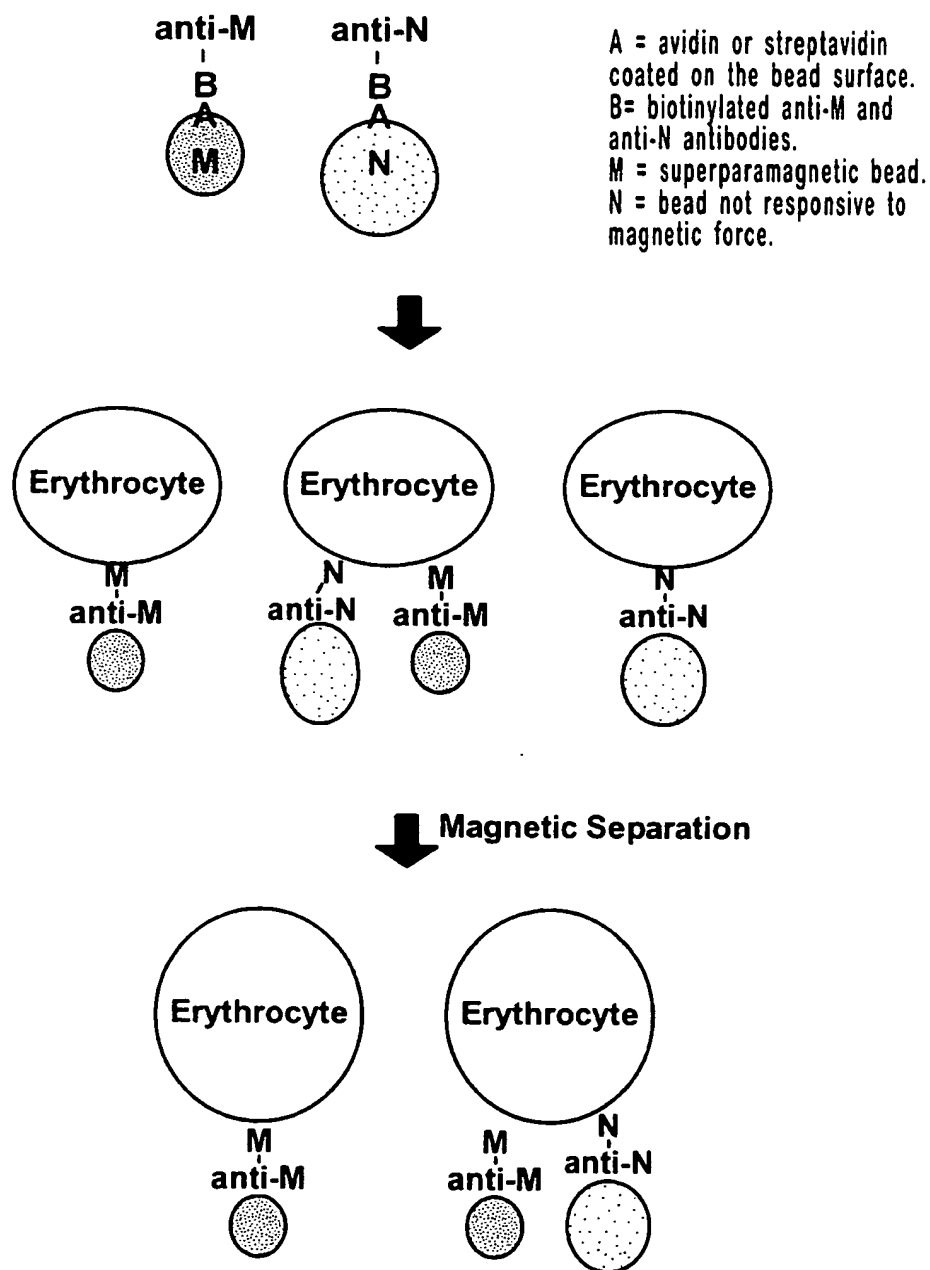 anti-M anti-N
B B
A A
M N
A = avidin or streptavidin
coated on the bead surface.
B= biotinylated anti-M and
anti-N antibodies.
M = superparamagnetic bead.
N = bead not responsive to
magnetic force.
Erythrocyte Erythrocyte Erythrocyte
M N M N
anti-M anti-N anti-M anti-N
Magnetic Separation
Erythrocyte Erythrocyte
M M N
anti-M anti-M anti-N